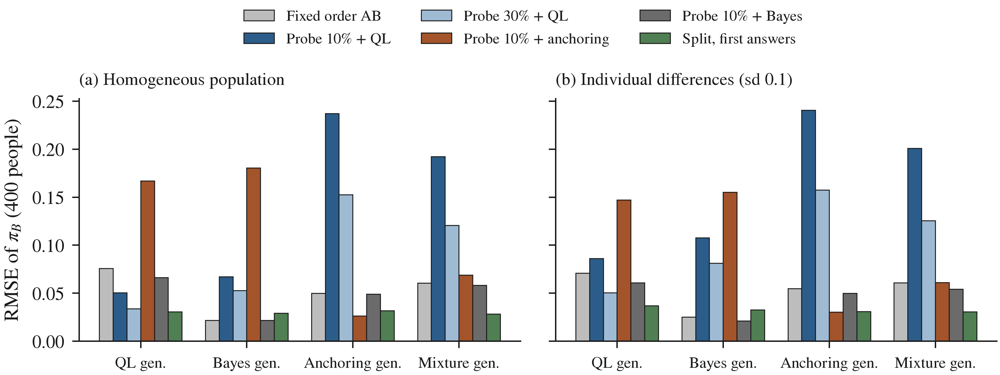 Fixed order AB
Probe 30% + QL
Probe 10% + Bayes
Probe 10% + QL
Probe 10% + anchoring
Split, first answers
(a) Homogeneous population
(b) Individual differences (sd 0.1)
RMSE of π_B (400 people)
0.25
0.20
0.15
0.10
0.05
0.00
QL gen.
Bayes gen.
Anchoring gen.
Mixture gen.
QL gen.
Bayes gen.
Anchoring gen.
Mixture gen.